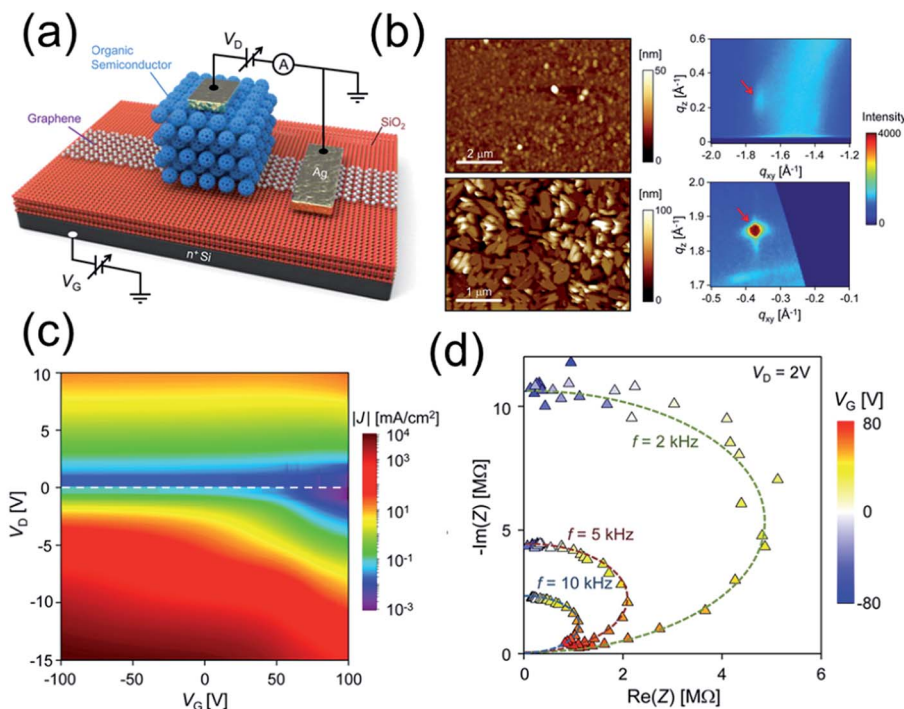 (a)
V_D
A
Organic
Semiconductor
Graphene
SiO₂
Ag
n⁺ Si
V_G
(b)
[nm]
50
0
2 μm
[nm]
100
0
1 μm
0.6
0.4
0.2
0
q_z [Å⁻¹]
-2.0 -1.8 -1.6 -1.4 -1.2
q_xy [Å⁻¹]
Intensity
4000
0
2.0
1.9
1.8
1.7
q_z [Å⁻¹]
-0.5 -0.4 -0.3 -0.2 -0.1
q_xy [Å⁻¹]
(c)
10
5
0
-5
-10
-15
V_D [V]
-100 -50 0 50 100
V_G [V]
|J| [mA/cm²]
10⁴
10³
10¹
10⁻¹
10⁻³
(d)
V_D = 2V
10
5
0
-Im(Z) [MΩ]
f = 2 kHz
f = 5 kHz
f = 10 kHz
0 2 4 6
Re(Z) [MΩ]
V_G [V]
80
0
-80